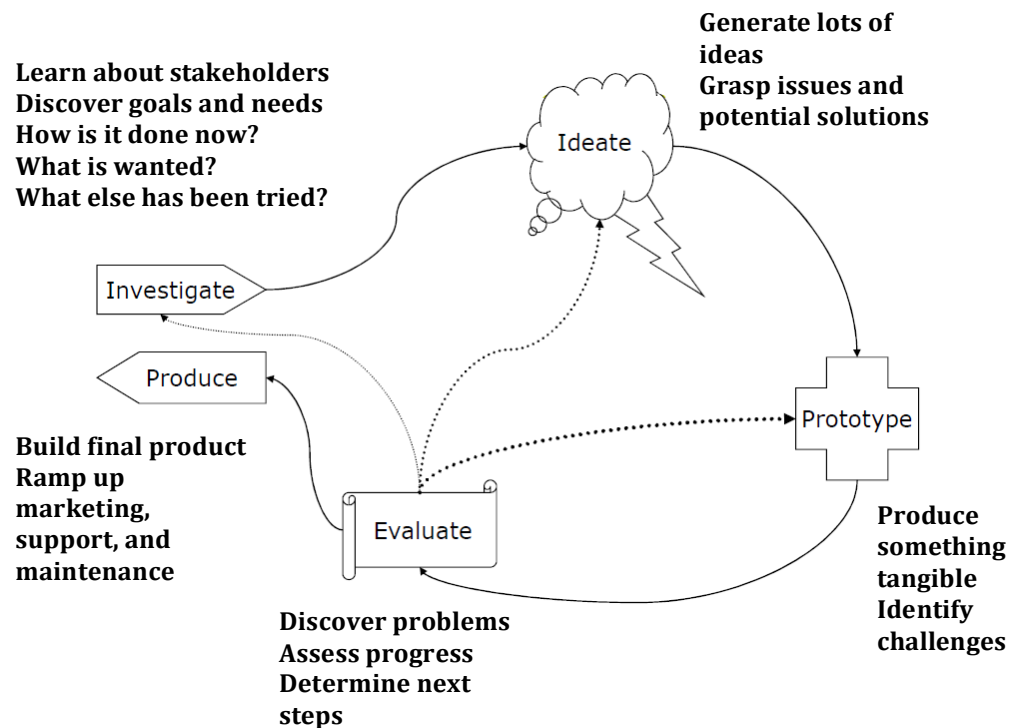 Learn about stakeholders
Discover goals and needs
How is it done now?
What is wanted?
What else has been tried?
Generate lots of
ideas
Grasp issues and
potential solutions
Ideate
Investigate
Produce
Prototype
Build final product
Ramp up
marketing,
support, and
maintenance
Evaluate
Produce
something
tangible
Identify
challenges
Discover problems
Assess progress
Determine next
steps